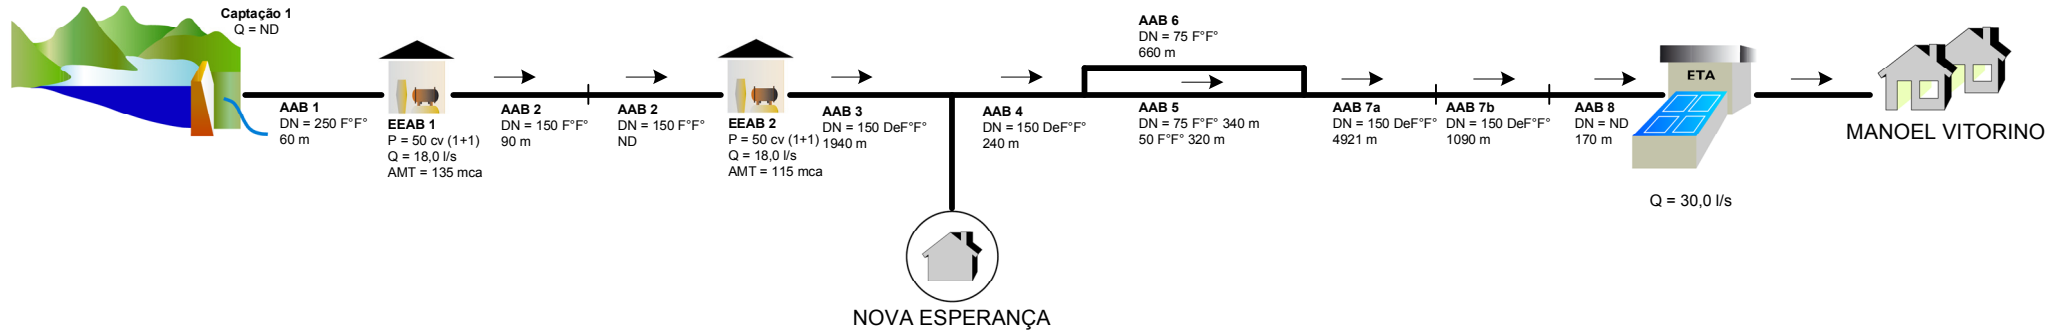 Captação 1
Q = ND
AAB 1
DN = 250 F°F°
60 m
EEAB 1
P = 50 cv (1+1)
Q = 18,0 l/s
AMT = 135 mca
AAB 2
DN = 150 F°F°
90 m
AAB 2
DN = 150 F°F°
ND
EEAB 2
P = 50 cv (1+1)
Q = 18,0 l/s
AMT = 115 mca
AAB 3
DN = 150 DeF°F°
1940 m
NOVA ESPERANÇA
AAB 4
DN = 150 DeF°F°
240 m
AAB 6
DN = 75 F°F°
660 m
AAB 5
DN = 75 F°F° 340 m
50 F°F° 320 m
AAB 7a
DN = 150 DeF°F°
4921 m
AAB 7b
DN = 150 DeF°F°
1090 m
AAB 8
DN = ND
170 m
ETA
Q = 30,0 l/s
MANOEL VITORINO